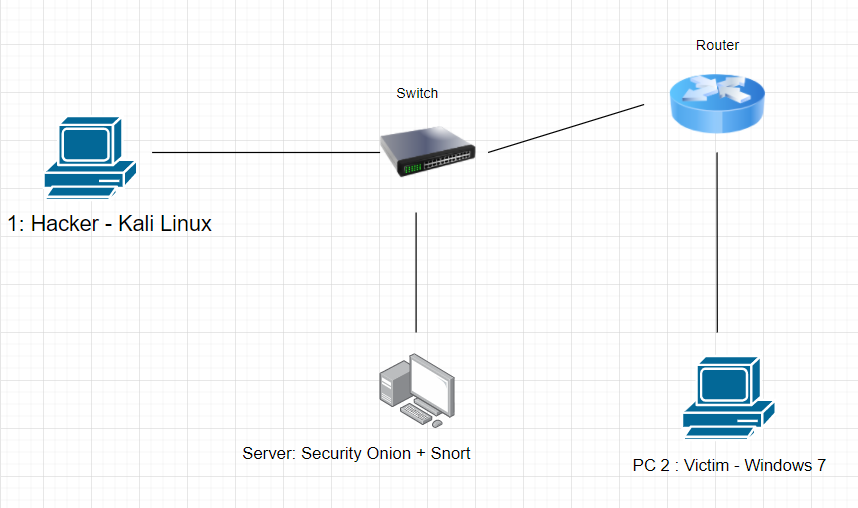 Router
Switch
1: Hacker - Kali Linux
Server: Security Onion + Snort
PC 2 : Victim - Windows 7